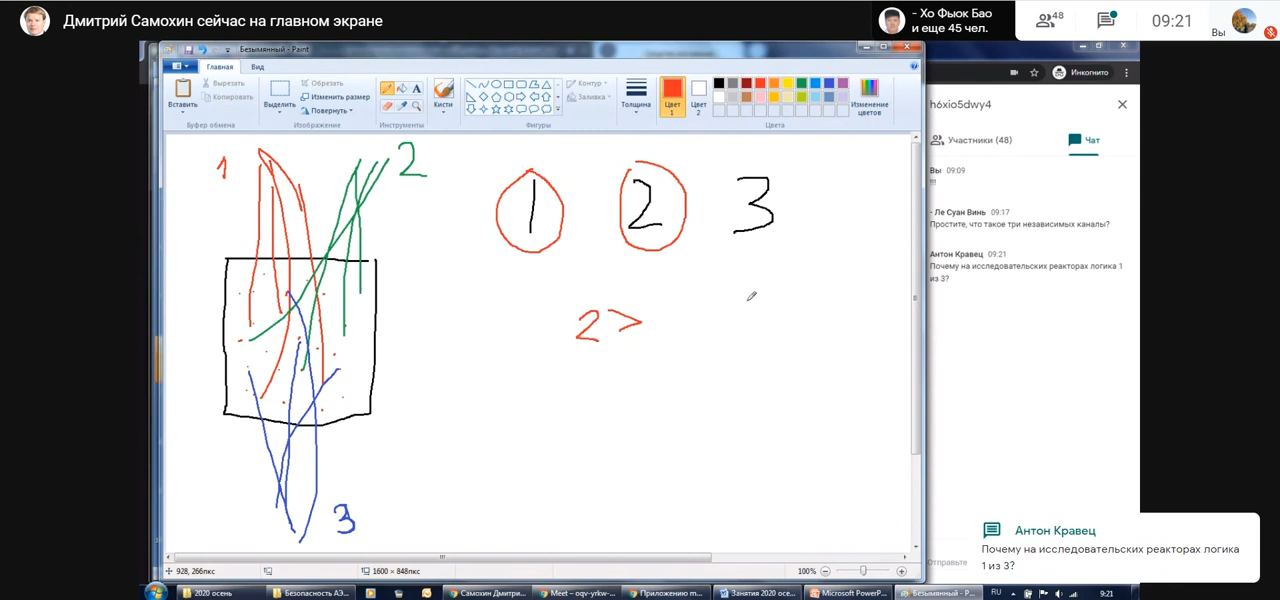 Дмитрий Самохин сейчас на главном экране
- Хо Фыок Бао
и еще 45 чел.
48
09:21
Вы
Безымянный - Paint
Главная
Вид
Вставить
Вырезать
Копировать
Буфер обмена
Выделить
Обрезать
Изменить размер
Повернуть
Изображение
Инструменты
Кисти
Контур
Заливка
Фигуры
Толщина
Цвет
1
Цвет
2
Изменение
цветов
Цвета
Инкогнито
h6xio5dwy4
Участники (48)
Чат
Вы 09:09
!!!
- Ле Суан Винь 09:17
Простите, что такое три независимых каналы?
Антон Кравец 09:21
Почему на исследовательских реакторах логика 1
из 3?
1
2
1 2 3
2 >
3
Антон Кравец
Почему на исследовательских реакторах логика
1 из 3?
Отправьте
928, 266пкс
1600 × 848пкс
100%
2020 осень
Безопасность АЭ...
Самохин Дмитри...
Meet – oqv-yrkw-...
Приложению m...
Занятия 2020 осе...
Microsoft PowerP...
Безымянный - P...
RU
9:21